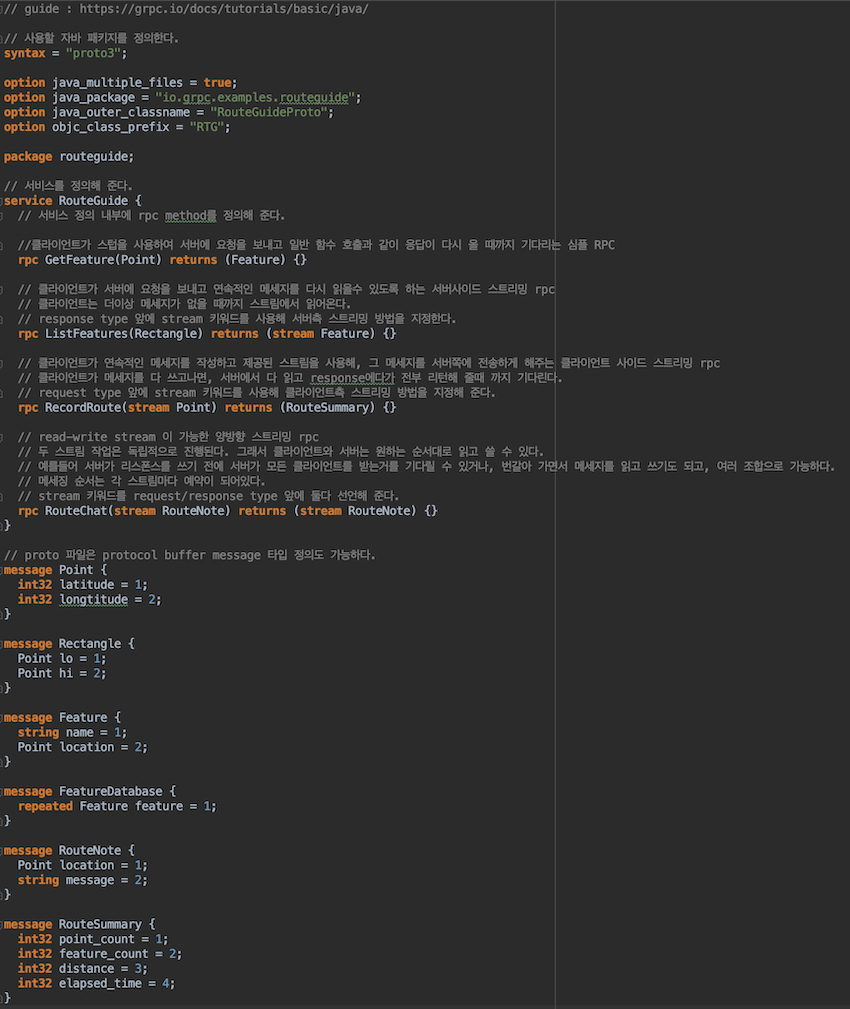 // guide : https://grpc.io/docs/tutorials/basic/java/
// 사용할 자바 패키지를 정의한다.
syntax = "proto3";
option java_multiple_files = true;
option java_package = "io.grpc.examples.routeguide";
option java_outer_classname = "RouteGuideProto";
option objc_class_prefix = "RTG";
package routeguide;
// 서비스를 정의해 준다.
service RouteGuide {
// 서비스 정의 내부에 rpc method를 정의해 준다.
//클라이언트가 스텁을 사용하여 서버에 요청을 보내고 일반 함수 호출과 같이 응답이 다시 올 때까지 기다리는 심플 RPC
rpc GetFeature(Point) returns (Feature) {}
// 클라이언트가 서버에 요청을 보내고 연속적인 메세지를 다시 읽을수 있도록 하는 서버사이드 스트리밍 rpc
// 클라이언트는 더이상 메세지가 없을 때까지 스트림에서 읽어온다.
// response type 앞에 stream 키워드를 사용해 서버측 스트리밍 방법을 지정한다.
rpc ListFeatures(Rectangle) returns (stream Feature) {}
// 클라이언트가 연속적인 메세지를 작성하고 제공된 스트림을 사용해, 그 메세지를 서버쪽에 전송하게 해주는 클라이언트 사이드 스트리밍 rpc
// 클라이언트가 메세지를 다 쓰고나면, 서버에서 다 읽고 response에다가 전부 리턴해 줄때 까지 기다린다.
// request type 앞에 stream 키워드를 사용해 클라이언트측 스트리밍 방법을 지정해 준다.
rpc RecordRoute(stream Point) returns (RouteSummary) {}
// read-write stream 이 가능한 양방향 스트리밍 rpc
// 두 스트림 작업은 독립적으로 진행된다. 그래서 클라이언트와 서버는 원하는 순서대로 읽고 쓸 수 있다.
// 예를들어 서버가 리스폰스를 쓰기 전에 서버가 모든 클라이언트를 받는거를 기다릴 수 있거나, 번갈아 가면서 메세지를 읽고 쓰기도 되고, 여러 조합으로 가능하다.
// 메세징 순서는 각 스트림마다 예약이 되어있다.
// stream 키워드를 request/response type 앞에 둘다 선언해 준다.
rpc RouteChat(stream RouteNote) returns (stream RouteNote) {}
}
// proto 파일은 protocol buffer message 타입 정의도 가능하다.
message Point {
int32 latitude = 1;
int32 longtitude = 2;
}
message Rectangle {
Point lo = 1;
Point hi = 2;
}
message Feature {
string name = 1;
Point location = 2;
}
message FeatureDatabase {
repeated Feature feature = 1;
}
message RouteNote {
Point location = 1;
string message = 2;
}
message RouteSummary {
int32 point_count = 1;
int32 feature_count = 2;
int32 distance = 3;
int32 elapsed_time = 4;
}